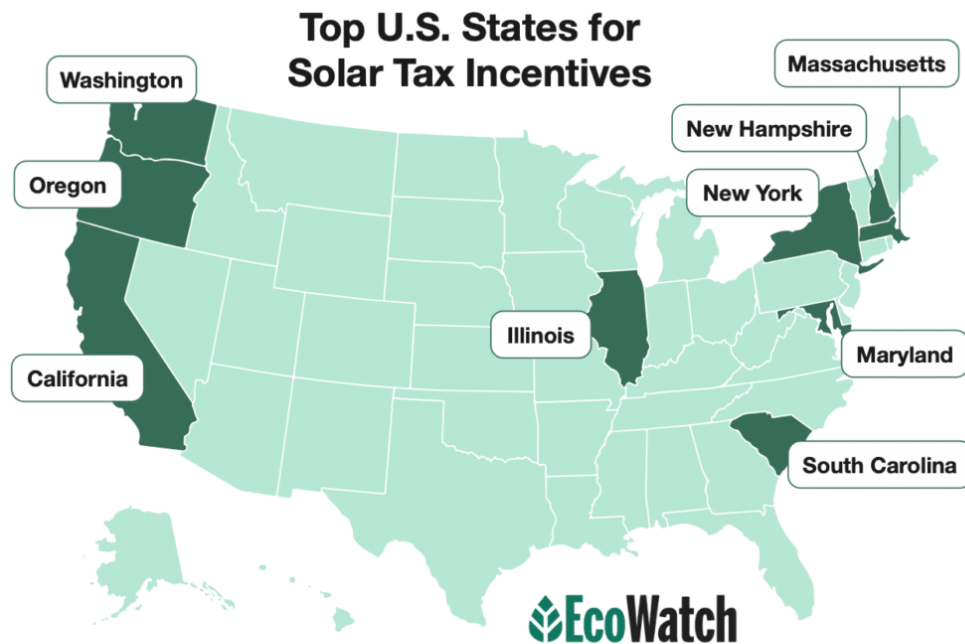 Top U.S. States for
Solar Tax Incentives
Massachusetts
Washington
New Hampshire
Oregon
New York
Illinois
Maryland
California
South Carolina
EcoWatch